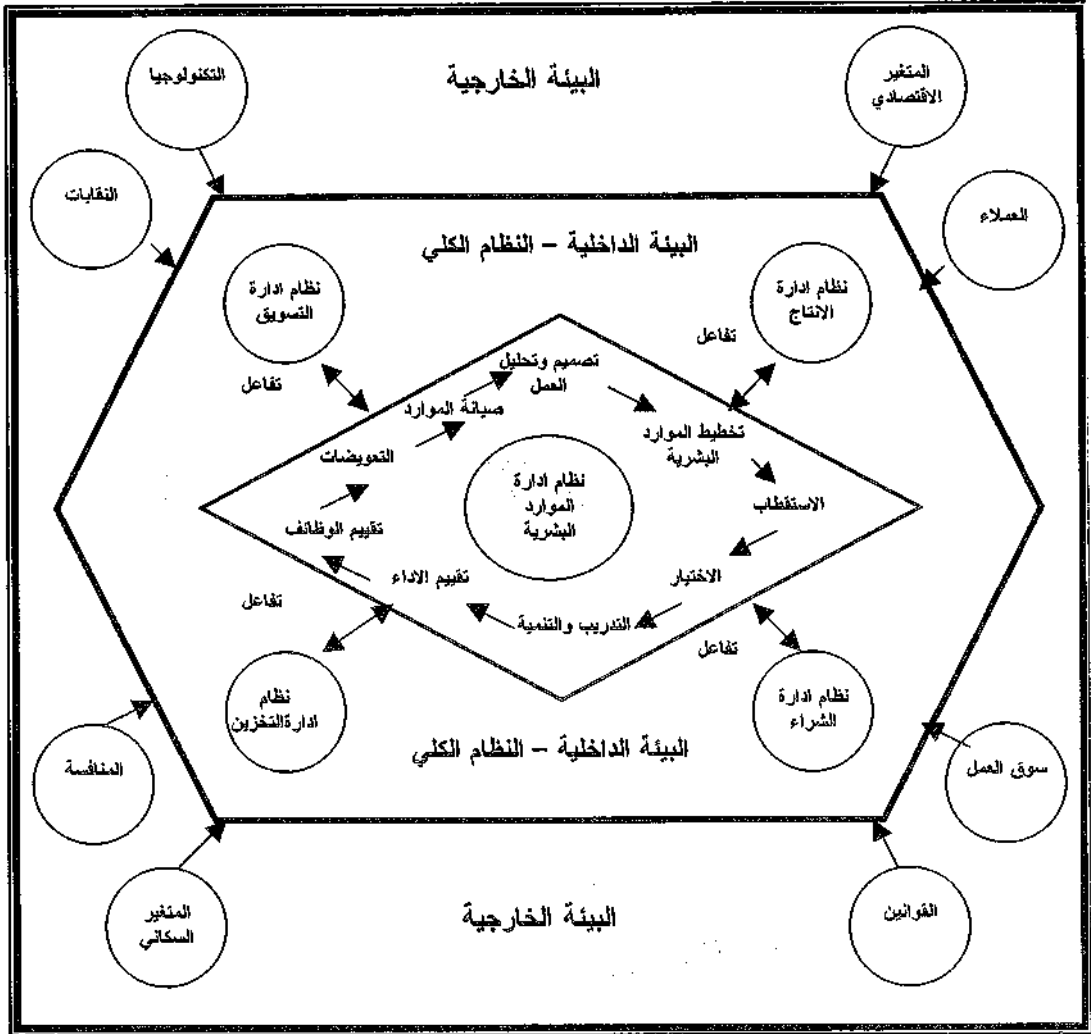 التكنولوجيا
البيئة الخارجية
المتغير
الاقتصادي
النقابات
العملاء
البيئة الداخلية – النظام الكلي
نظام ادارة
التسويق
نظام ادارة
الانتاج
تفاعل
تفاعل
تصميم وتحليل
العمل
صيانة الموارد
تخطيط الموارد
البشرية
التعويضات
نظام ادارة
الموارد
البشرية
الاستقطاب
تقييم الوظائف
تقييم الاداء
الاختيار
التدريب والتنمية
تفاعل
تفاعل
نظام
ادارةالتخزين
نظام ادارة
الشراء
البيئة الداخلية – النظام الكلي
المنافسة
سوق العمل
المتغير
السكاني
البيئة الخارجية
القوانين